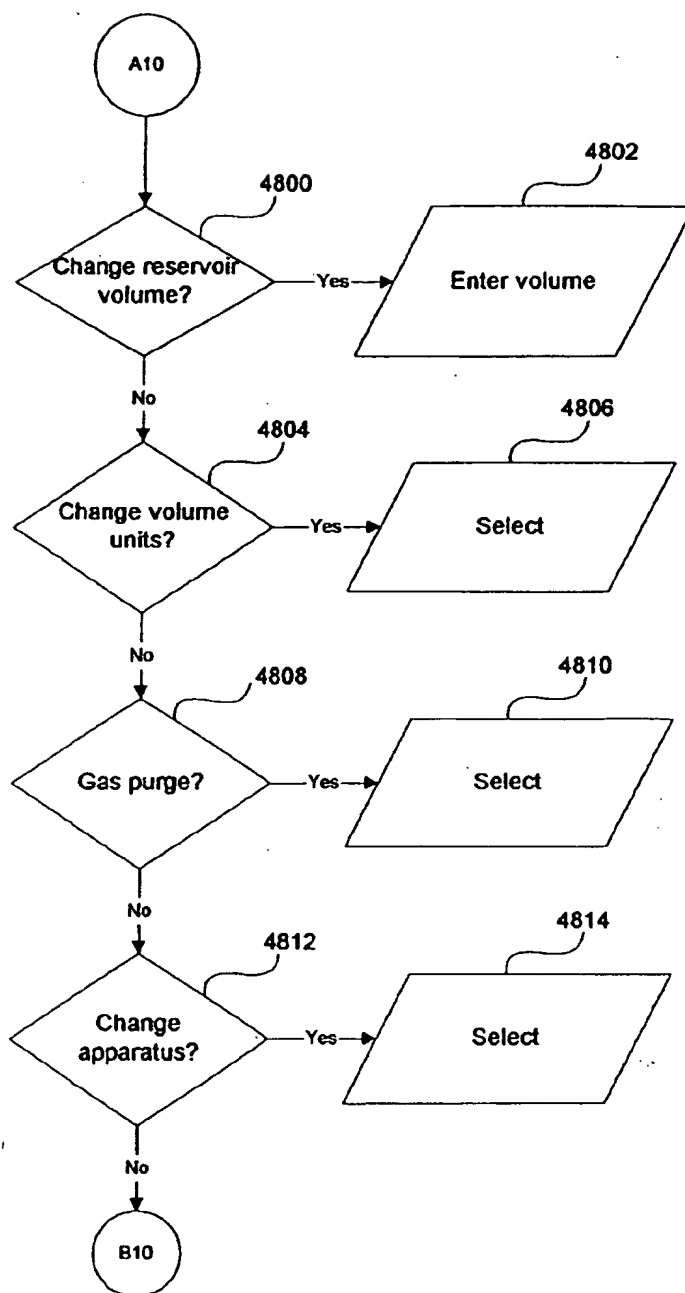 A10
4800
4802
Change reservoir
volume?
Yes
Enter volume
No
4804
4806
Change volume
units?
Yes
Select
No
4808
4810
Gas purge?
Yes
Select
No
4812
4814
Change
apparatus?
Yes
Select
No
B10